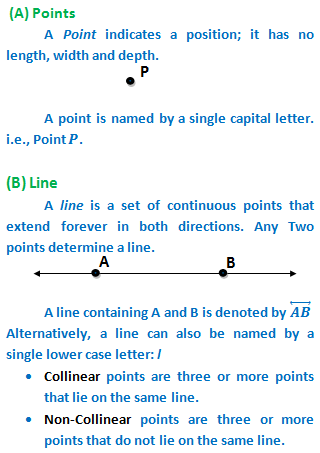 (A) Points
A Point indicates a position; it has no
length, width and depth.
P
A point is named by a single capital letter.
i.e., Point P.
(B) Line
A line is a set of continuous points that
extend forever in both directions. Any Two
points determine a line.
A B
A line containing A and B is denoted by \overleftrightarrow{AB}
Alternatively, a line can also be named by a
single lower case letter: l
• Collinear points are three or more points
that lie on the same line.
• Non-Collinear points are three or more
points that do not lie on the same line.